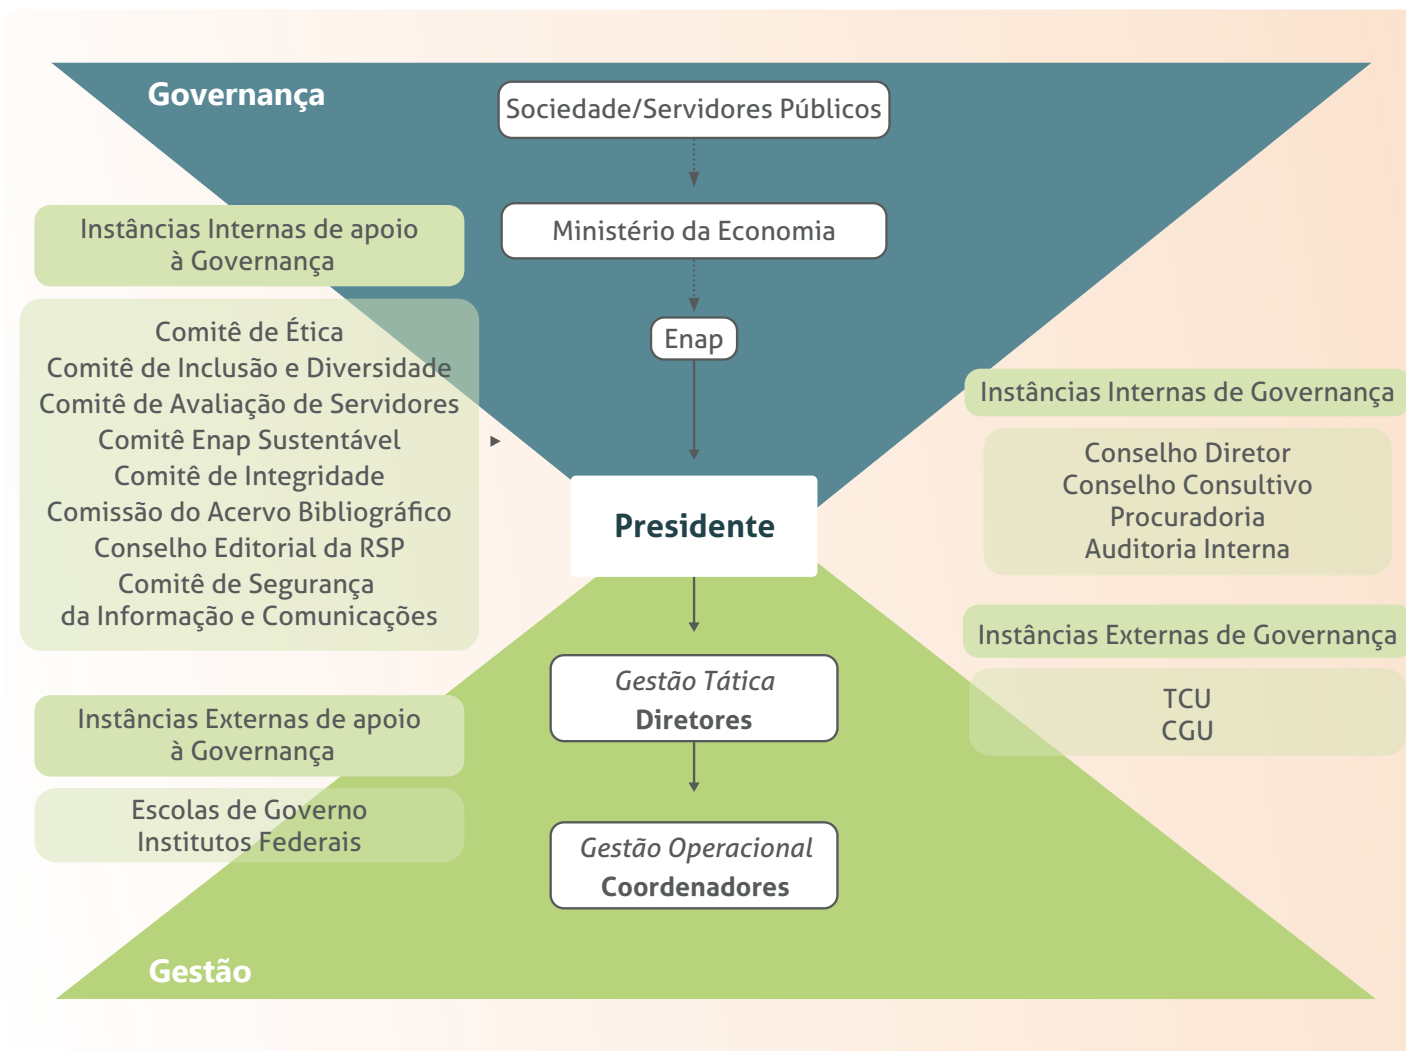 Governança
Sociedade/Servidores Públicos
Ministério da Economia
Enap
Instâncias Internas de apoio
à Governança
Comitê de Ética
Comitê de Inclusão e Diversidade
Comitê de Avaliação de Servidores
Comitê Enap Sustentável
Comitê de Integridade
Comissão do Acervo Bibliográfico
Conselho Editorial da RSP
Comitê de Segurança
da Informação e Comunicações
Instâncias Externas de apoio
à Governança
Escolas de Governo
Institutos Federais
Presidente
Gestão Tática
Diretores
Gestão Operacional
Coordenadores
Instâncias Internas de Governança
Conselho Diretor
Conselho Consultivo
Procuradoria
Auditoria Interna
Instâncias Externas de Governança
TCU
CGU
Gestão